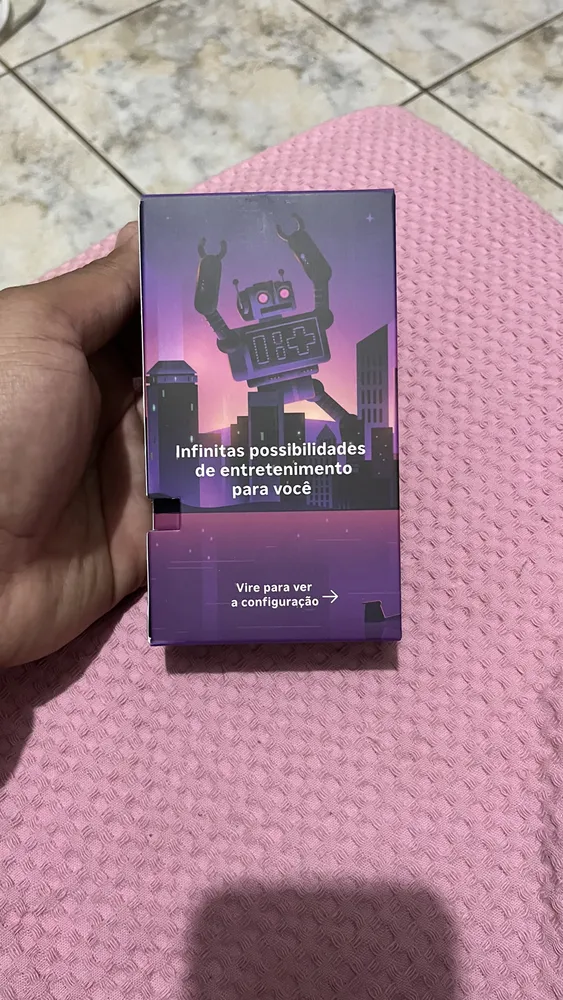 Infinitas possibilidades
de entretenimento
para você
Vire para ver
a configuração →